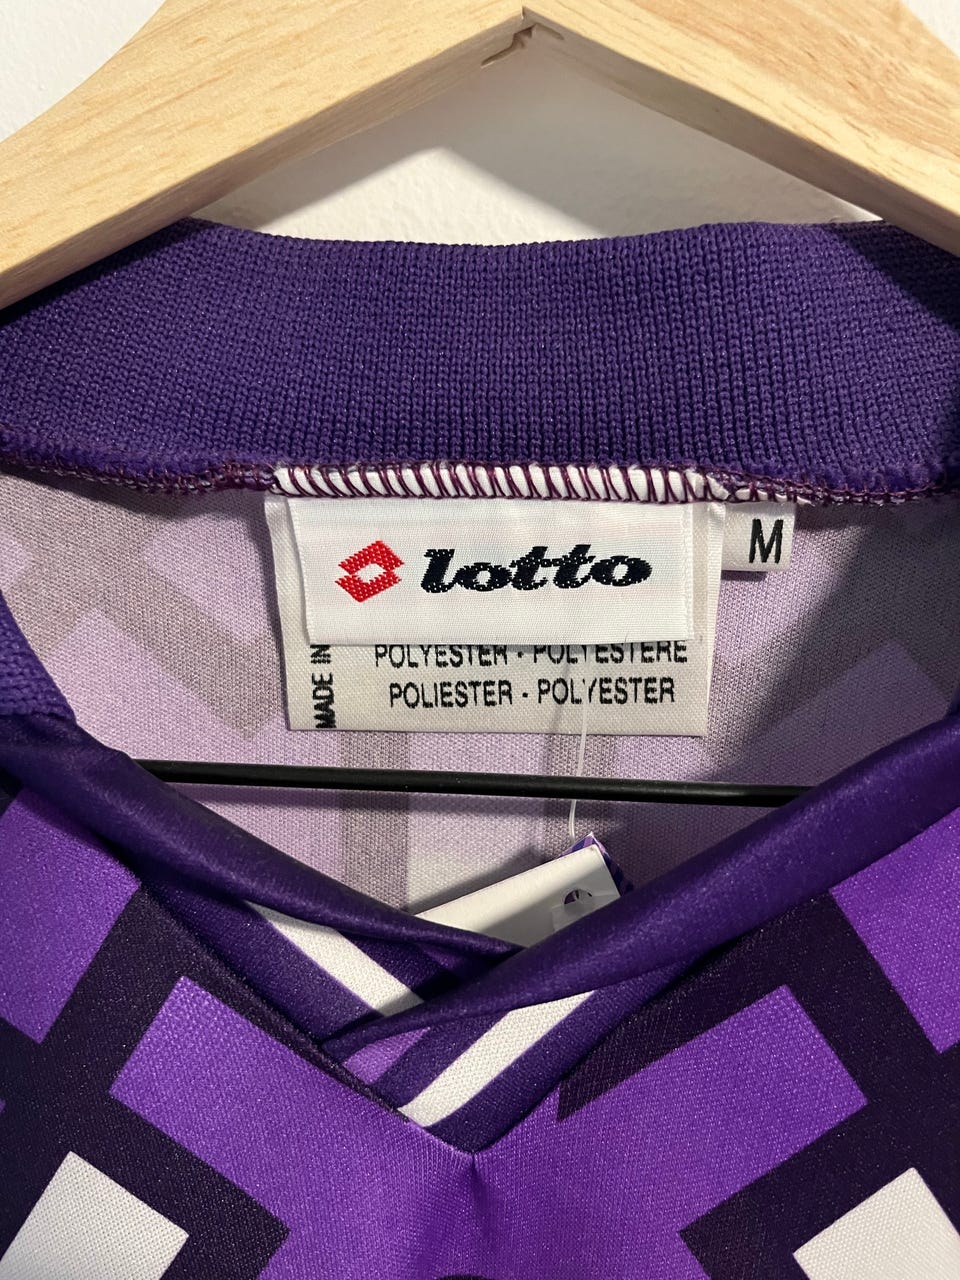 lotto
M
MADE IN
POLYESTER - POLYESTERE
POLIESTER - POLYESTER